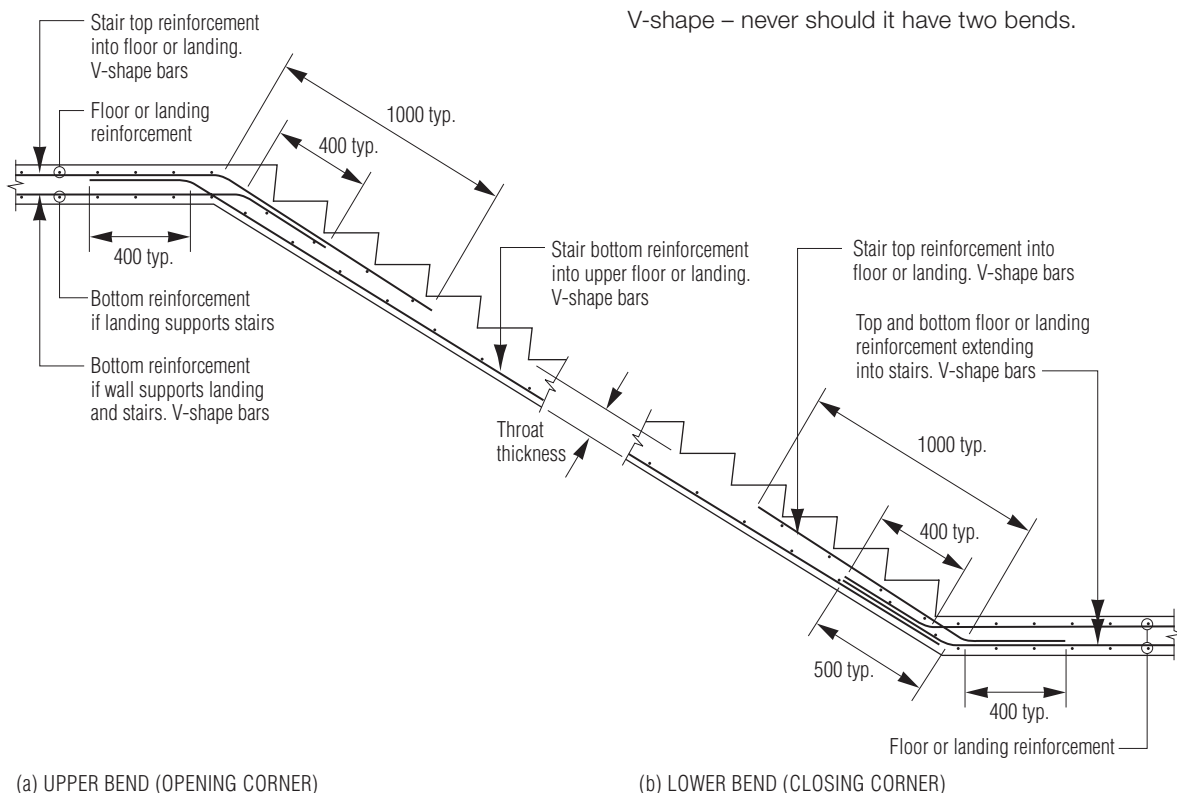 V-shape – never should it have two bends.
Stair top reinforcement
into floor or landing.
V-shape bars
Floor or landing
reinforcement
1000 typ.
400 typ.
400 typ.
Bottom reinforcement
if landing supports stairs
Bottom reinforcement
if wall supports landing
and stairs. V-shape bars
Stair bottom reinforcement
into upper floor or landing.
V-shape bars
Throat
thickness
Stair top reinforcement into
floor or landing. V-shape bars
Top and bottom floor or landing
reinforcement extending
into stairs. V-shape bars
1000 typ.
400 typ.
500 typ.
400 typ.
Floor or landing reinforcement
(a) UPPER BEND (OPENING CORNER)
(b) LOWER BEND (CLOSING CORNER)